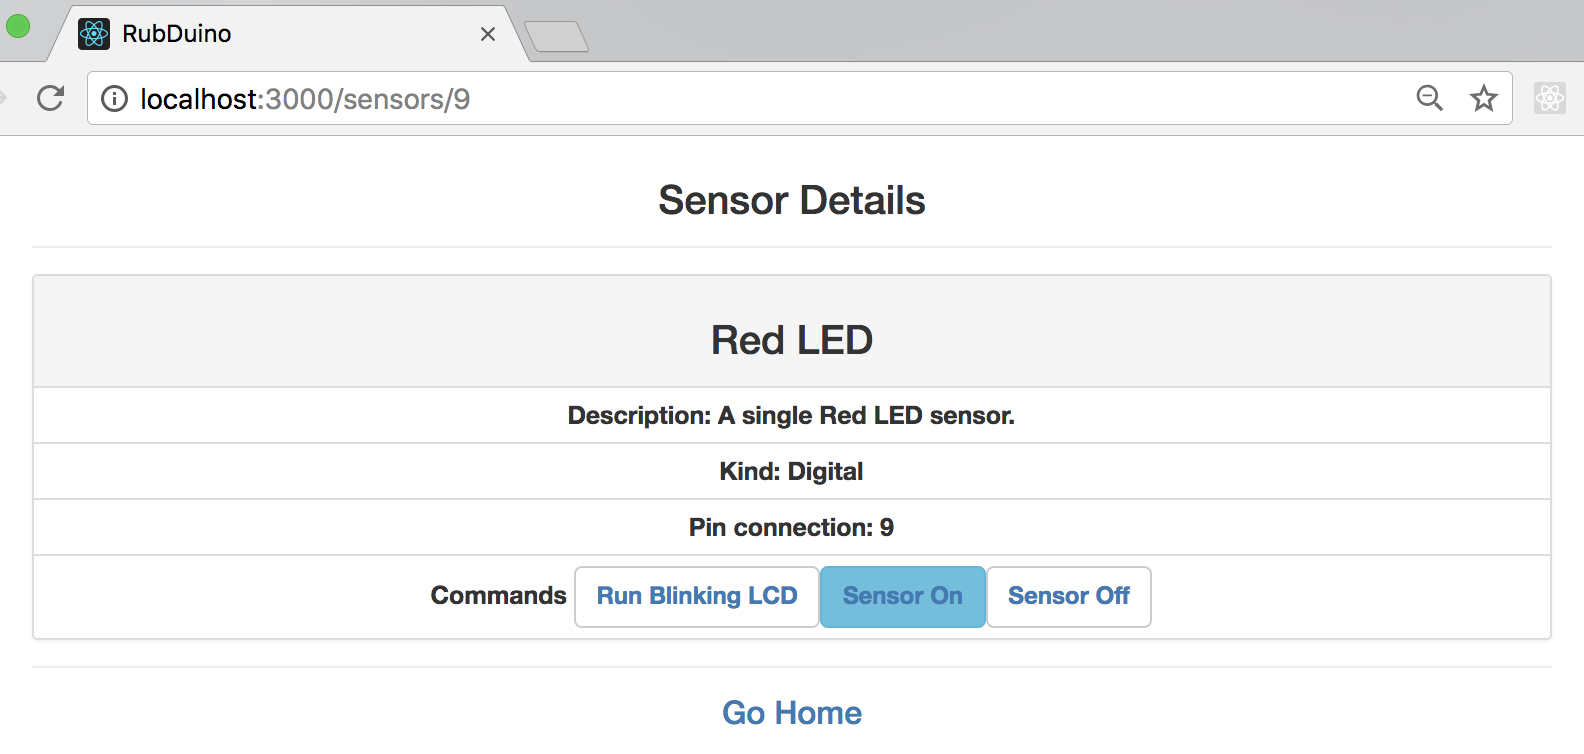 RubDuino
localhost:3000/sensors/9
Sensor Details
Red LED
Description: A single Red LED sensor.
Kind: Digital
Pin connection: 9
Commands Run Blinking LCD Sensor On Sensor Off
Go Home